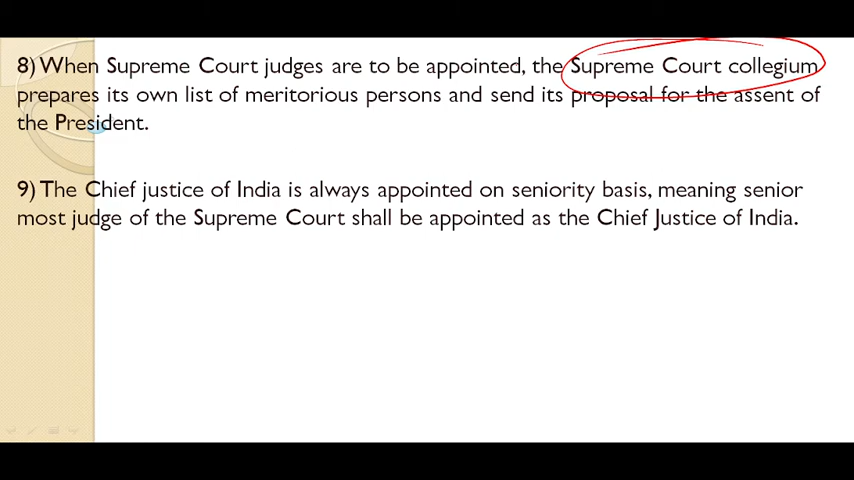 8) When Supreme Court judges are to be appointed, the Supreme Court collegium
prepares its own list of meritorious persons and send its proposal for the assent of
the President.
9) The Chief justice of India is always appointed on seniority basis, meaning senior
most judge of the Supreme Court shall be appointed as the Chief Justice of India.